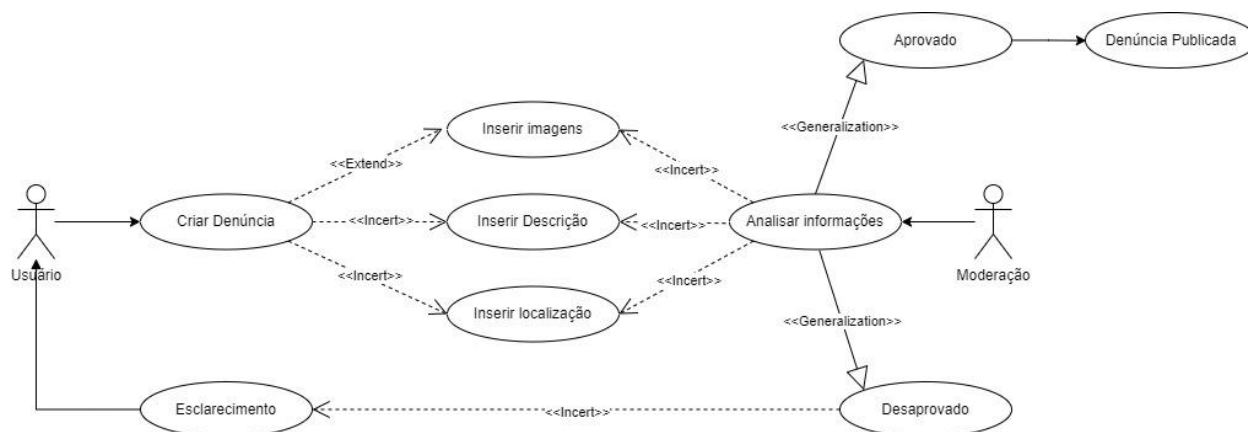 Aprovado
Denúncia Publicada
<<Generalization>>
Inserir imagens
<<Extend>>
<<Incert>>
Criar Denúncia
<<Incert>>
Inserir Descrição
<<Incert>>
Analisar informações
Usuário
Moderação
<<Incert>>
<<Incert>>
Inserir localização
<<Generalization>>
Esclarecimento
<<Incert>>
Desaprovado